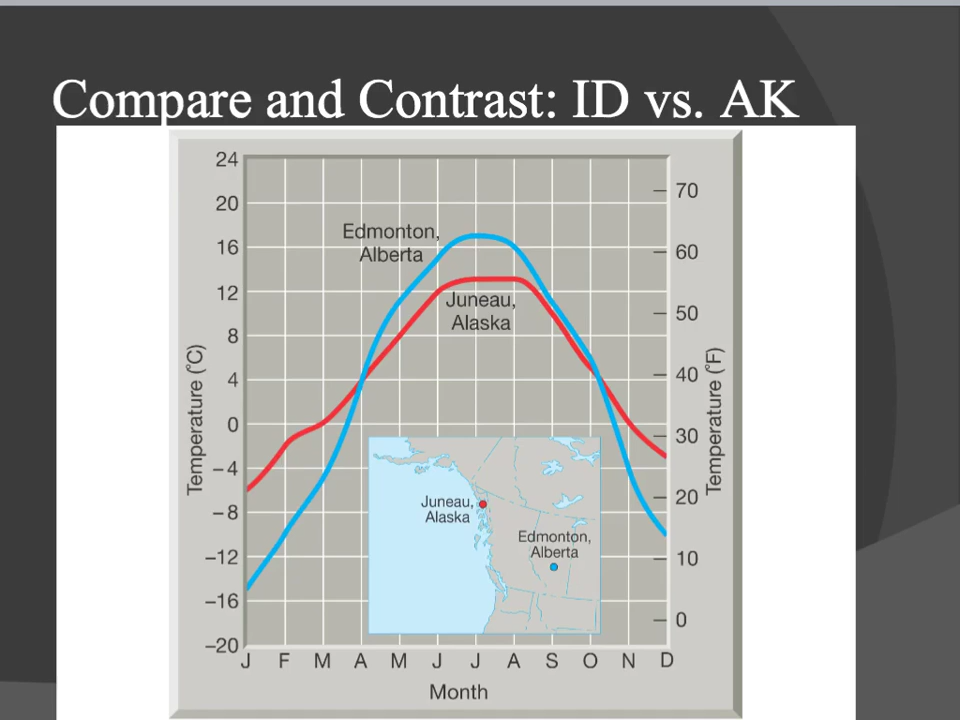 Compare and Contrast: ID vs. AK
24
20
16
12
8
4
0
−4
−8
−12
−16
−20
Temperature (°C)
70
60
50
40
30
20
10
0
Temperature (°F)
Edmonton,
Alberta
Juneau,
Alaska
Juneau,
Alaska
Edmonton,
Alberta
J F M A M J J A S O N D
Month